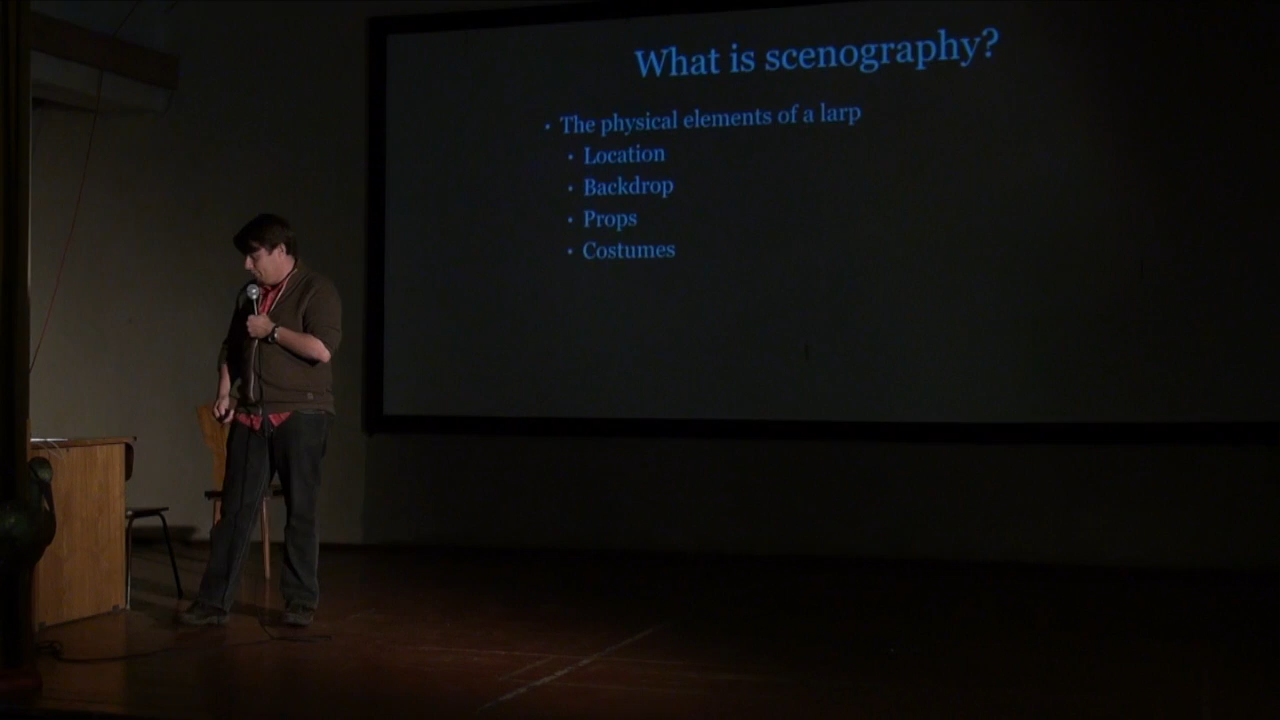 What is scenography?
• The physical elements of a larp
• Location
• Backdrop
• Props
• Costumes